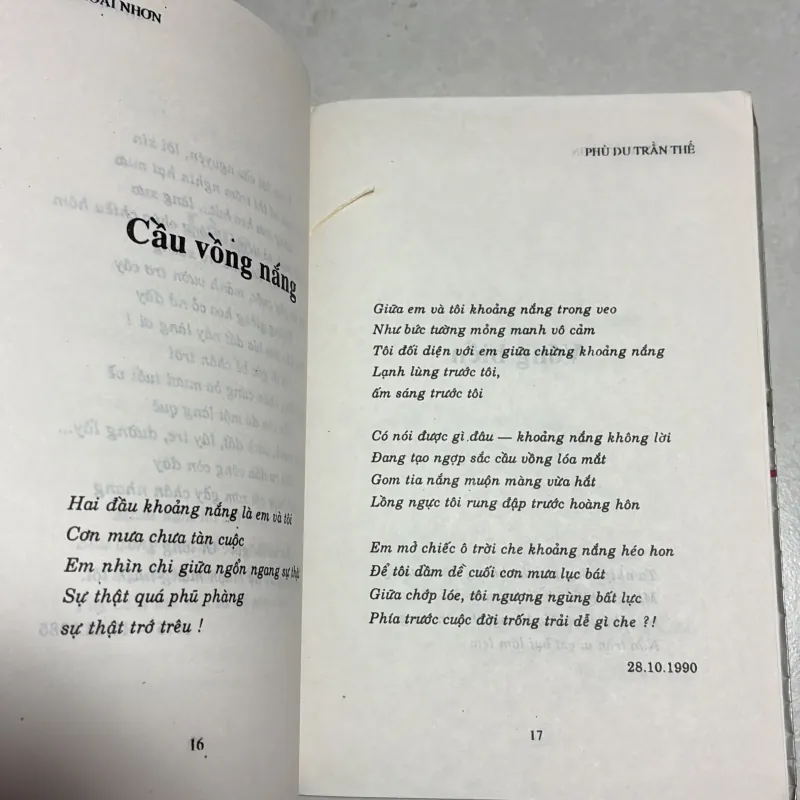 OÀI NHƠN
Cầu vồng nắng
Hai đầu khoảng nắng là em và tôi
Cơn mưa chưa tàn cuộc
Em nhìn chi giữa ngổn ngang sự thật
Sự thật quá phũ phàng
sự thật trớ trêu !
16
PHÙ DU TRẦN THẾ
Giữa em và tôi khoảng nắng trong veo
Như bức tường mỏng manh vô cảm
Tôi đối diện với em giữa chừng khoảng nắng
Lạnh lùng trước tôi,
ấm sáng trước tôi
Có nói được gì đâu — khoảng nắng không lời
Đang tạo ngợp sắc cầu vồng lóa mắt
Gom tia nắng muộn màng vừa hắt
Lồng ngực tôi rung đập trước hoàng hôn
Em mở chiếc ô trời che khoảng nắng héo hon
Để tôi dầm dề cuối cơn mưa lục bát
Giữa chớp lóe, tôi ngượng ngùng bất lực
Phía trước cuộc đời trống trải dễ gì che ?!
28.10.1990
17